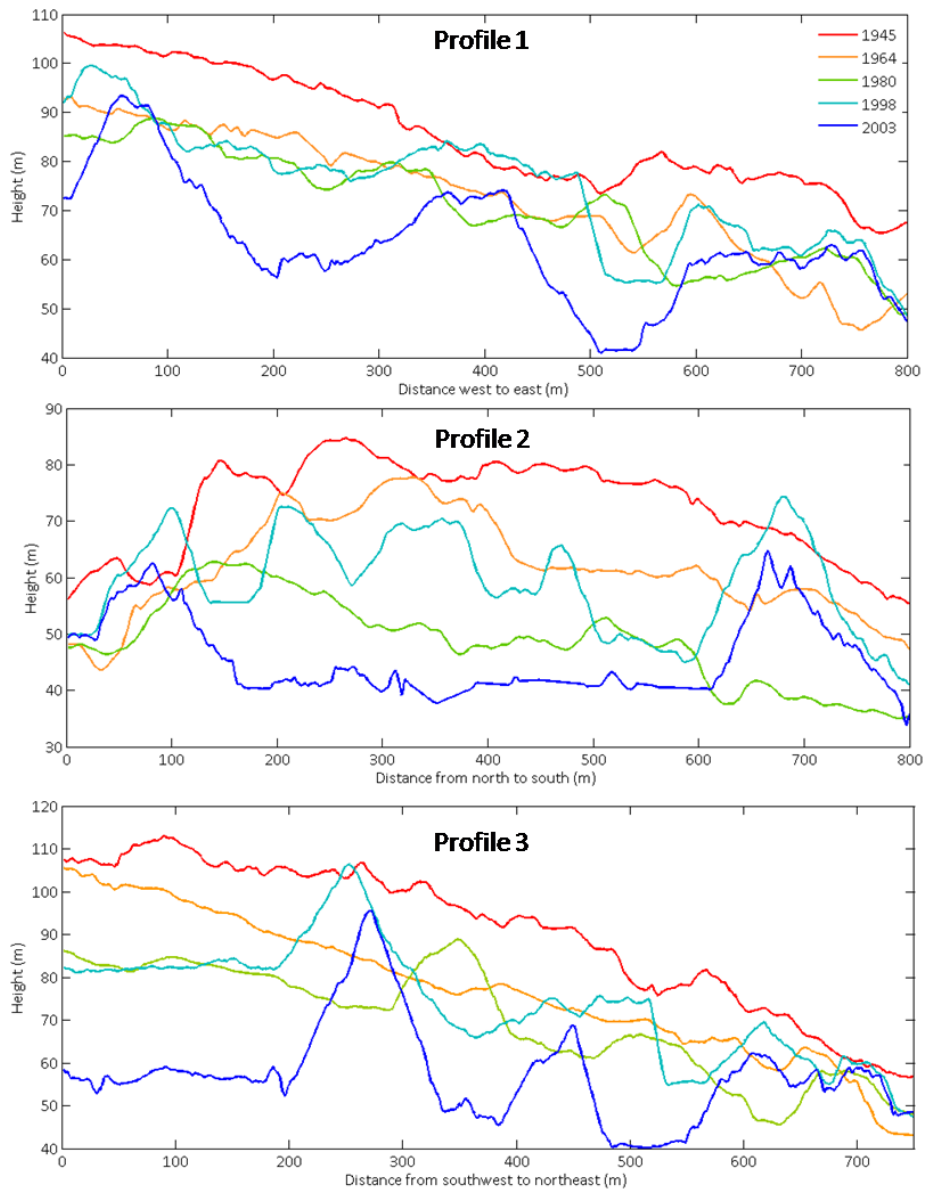 Profile 1
1945
1964
1980
1998
2003
Height (m)
110
100
90
80
70
60
50
40
0 100 200 300 400 500 600 700 800
Distance west to east (m)
Profile 2
Height (m)
90
80
70
60
50
40
30
0 100 200 300 400 500 600 700 800
Distance from north to south (m)
Profile 3
Height (m)
120
110
100
90
80
70
60
50
40
0 100 200 300 400 500 600 700
Distance from southwest to northeast (m)